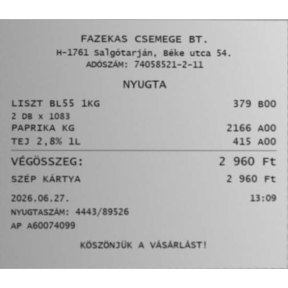 FAZEKAS CSEMEGE BT.
H-1761 Salgótarján, Béke utca 54.
ADÓSZÁM: 74058521-2-11
NYUGTA
LISZT BL55 1KG 379 B00
2 DB x 1083
PAPRIKA KG 2166 A00
TEJ 2,8% 1L 415 A00
VÉGÖSSZEG: 2 960 Ft
SZÉP KÁRTYA 2 960 Ft
2026.06.27. 13:09
NYUGTASZÁM: 4443/89526
AP A60074099
KÖSZÖNJÜK A VÁSÁRLÁST!